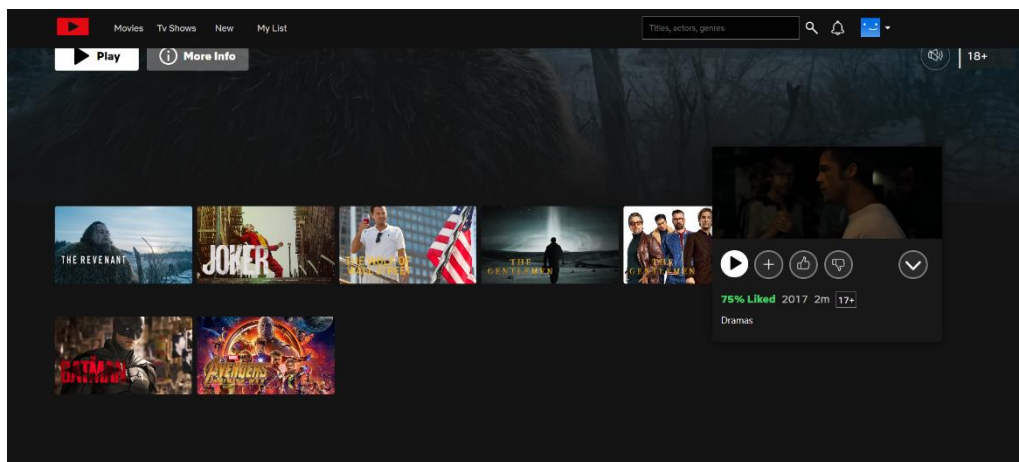 Movies Tv Shows New My List Titles, actors, genres
Play More Info 18+
THE REVENANT
JOKER
THE WOLF OF
WALL STREET
THE
GENTLEMEN
THE
GENTLEMEN
75% Liked 2017 2m 17+
Dramas
BATMAN
AVENGERS